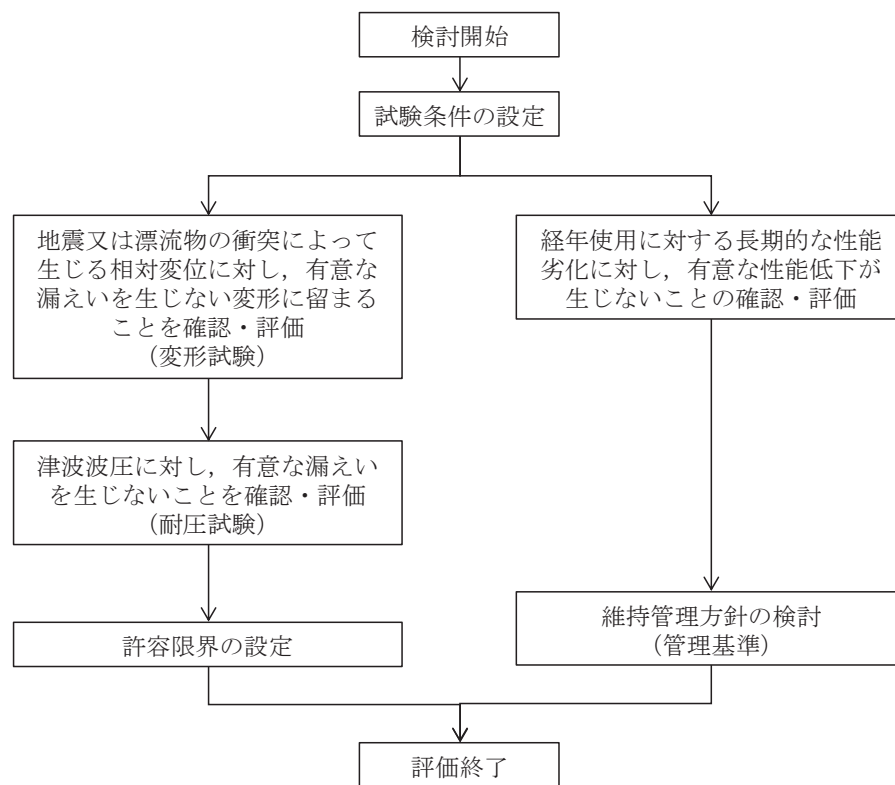 検討開始
試験条件の設定
地震又は漂流物の衝突によって
生じる相対変位に対し，有意な
漏えいを生じない変形に留まる
ことを確認・評価
（変形試験）
経年使用に対する長期的な性能
劣化に対し，有意な性能低下が
生じないことの確認・評価
津波波圧に対し，有意な漏えい
を生じないことを確認・評価
（耐圧試験）
許容限界の設定
維持管理方針の検討
（管理基準）
評価終了